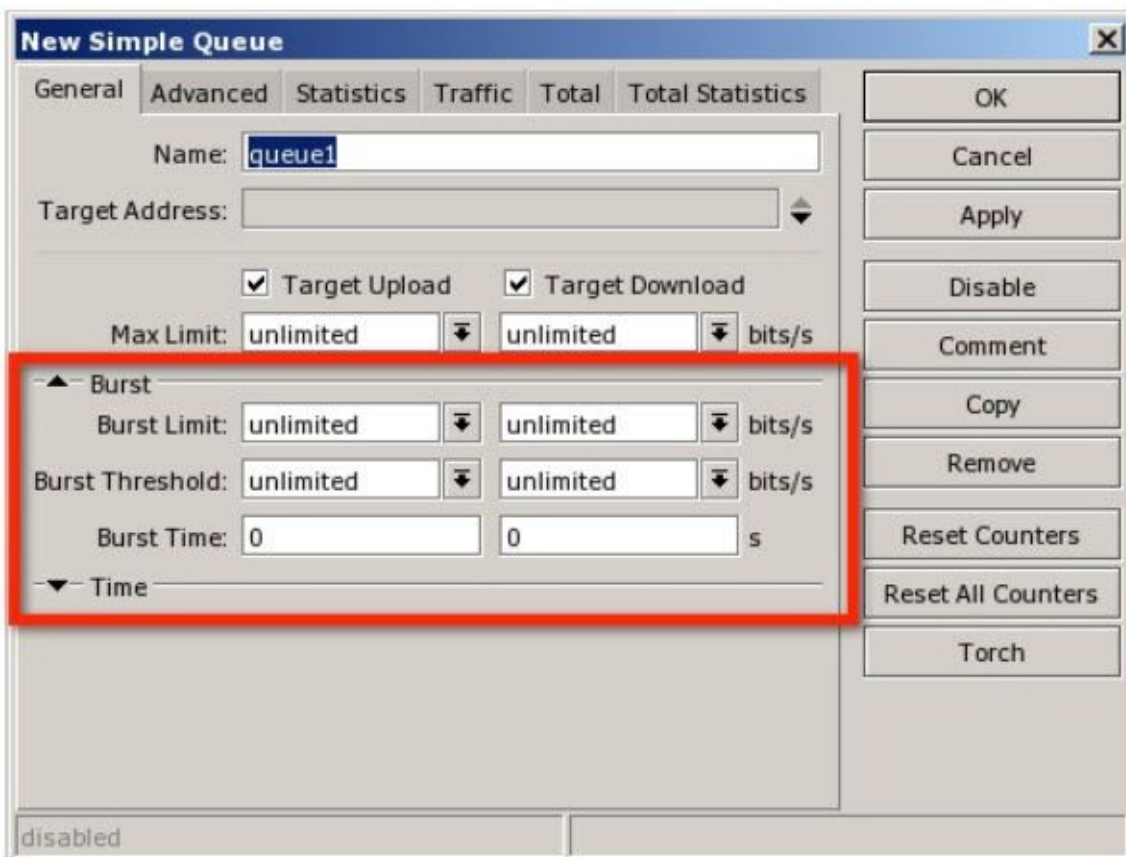 New Simple Queue
General Advanced Statistics Traffic Total Total Statistics
Name: queue1
Target Address:
Target Upload Target Download
Max Limit: unlimited unlimited bits/s
Burst
Burst Limit: unlimited unlimited bits/s
Burst Threshold: unlimited unlimited bits/s
Burst Time: 0 0 s
Time
OK
Cancel
Apply
Disable
Comment
Copy
Remove
Reset Counters
Reset All Counters
Torch
disabled